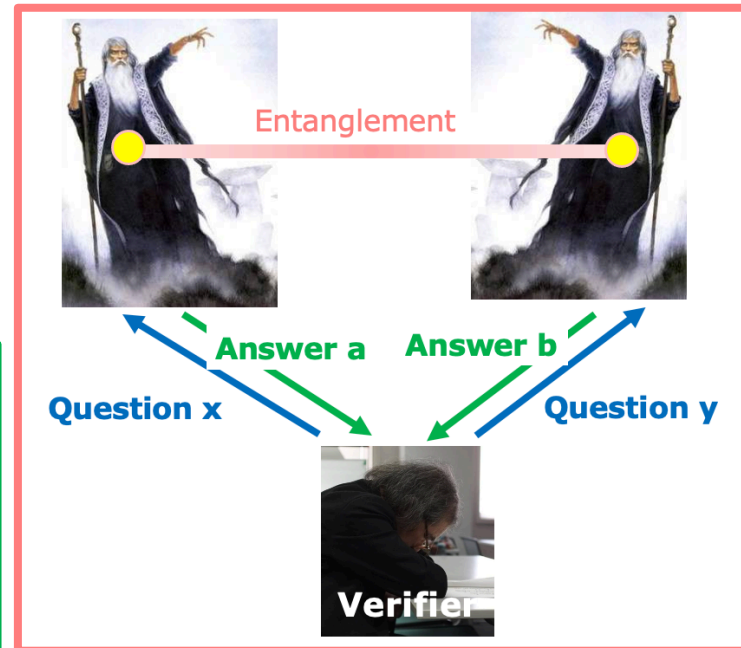 Entanglement
Answer a
Answer b
Question x
Question y
Verifier